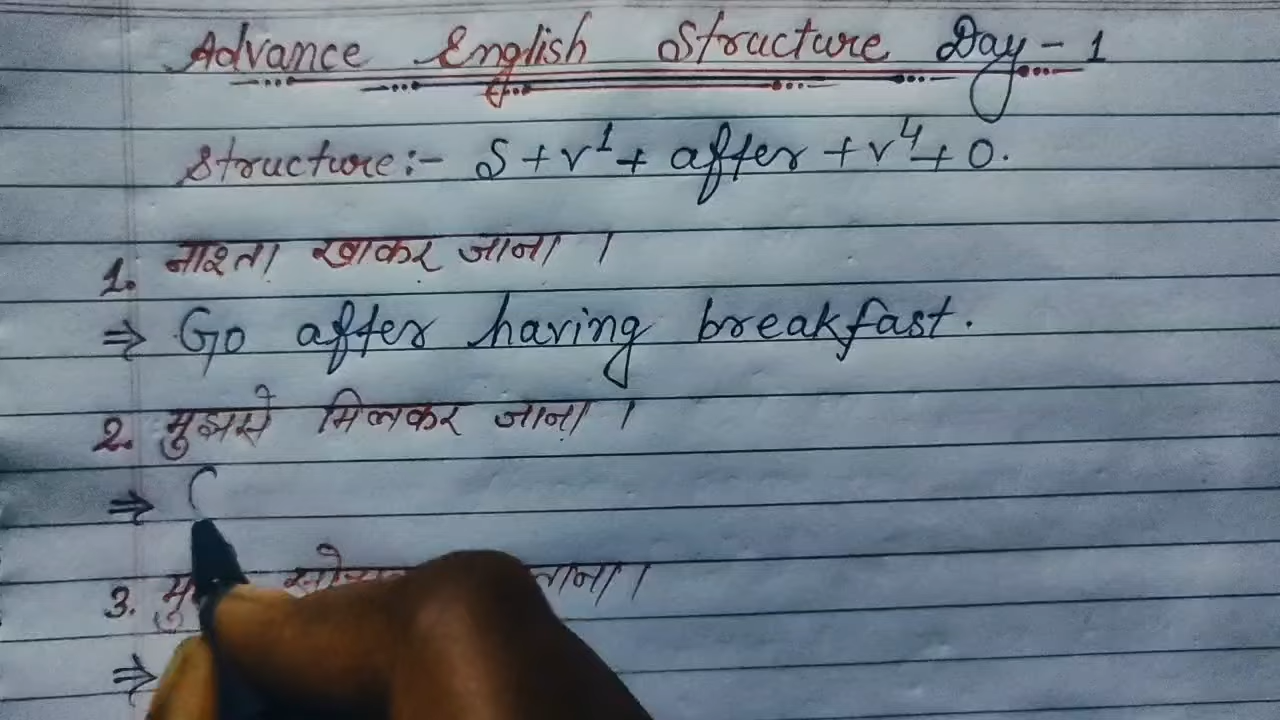 Advance English Structure Day - 1
Structure:- S + v¹ + after + v⁴ + O.
1. नाश्ता खाकर जाना ।
⇒ Go after having breakfast.
2. मुझसे मिलकर जाना ।
⇒
3.
⇒